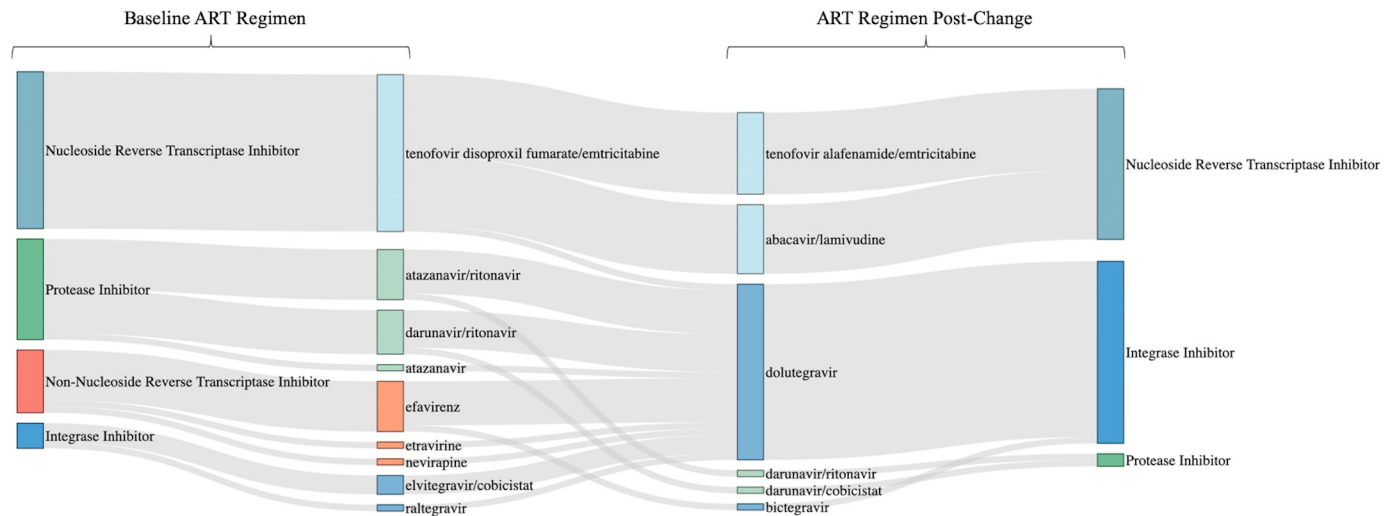 Baseline ART Regimen
ART Regimen Post-Change
Nucleoside Reverse Transcriptase Inhibitor
Protease Inhibitor
Non-Nucleoside Reverse Transcriptase Inhibitor
Integrase Inhibitor
tenofovir disoproxil fumarate/emtricitabine
atazanavir/ritonavir
darunavir/ritonavir
atazanavir
efavirenz
etravirine
nevirapine
elvitegravir/cobicistat
raltegravir
tenofovir alafenamide/emtricitabine
abacavir/lamivudine
dolutegravir
darunavir/ritonavir
darunavir/cobicistat
bictegravir
Nucleoside Reverse Transcriptase Inhibitor
Integrase Inhibitor
Protease Inhibitor